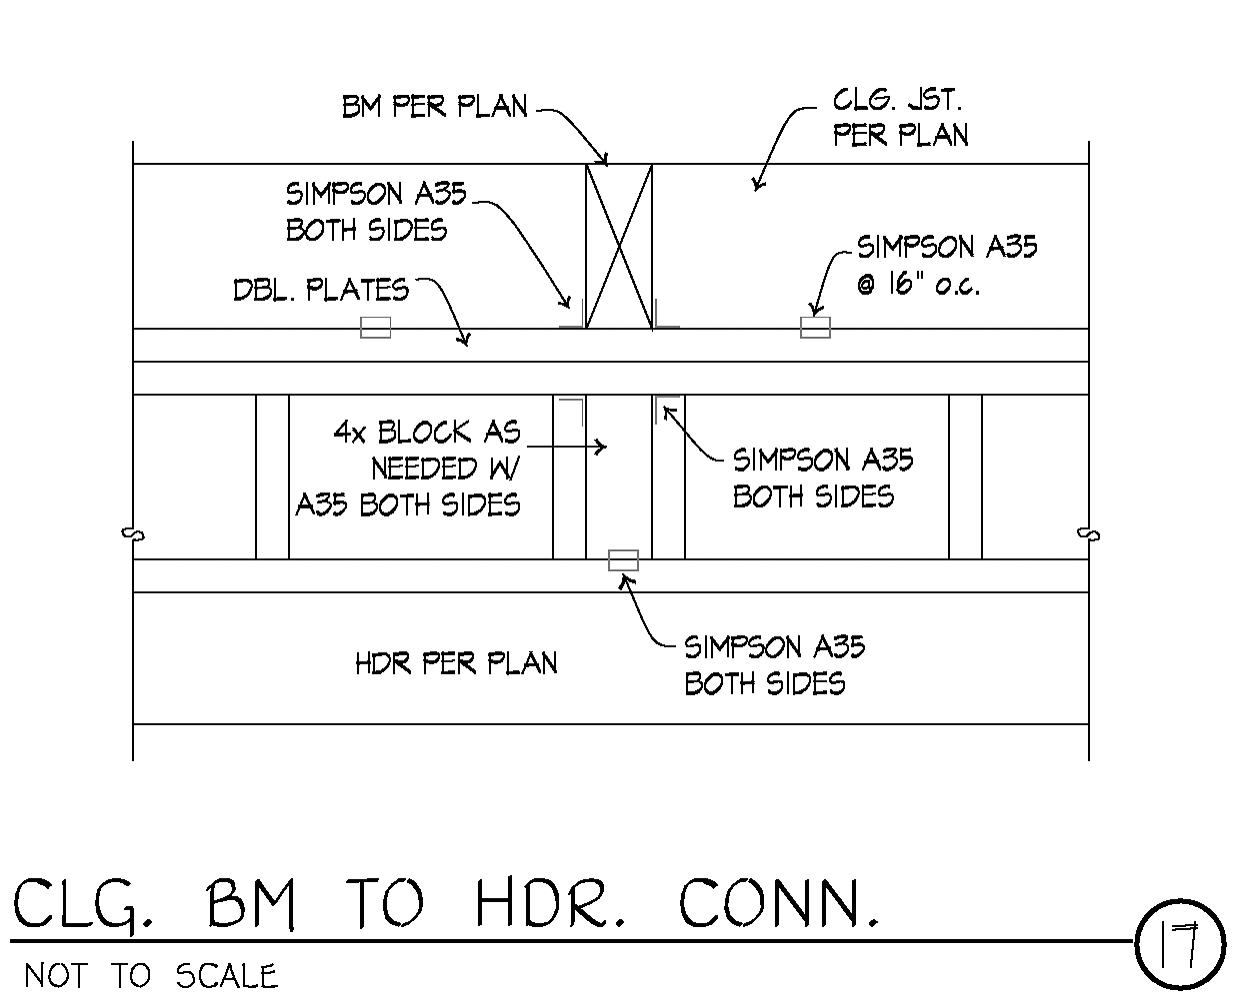 BM PER PLAN
CLG. JST.
PER PLAN
SIMPSON A35
BOTH SIDES
SIMPSON A35
@ 16" o.c.
DBL. PLATES
4x BLOCK AS
NEEDED W/
A35 BOTH SIDES
SIMPSON A35
BOTH SIDES
HDR PER PLAN
SIMPSON A35
BOTH SIDES
CLG. BM TO HDR. CONN.
17
NOT TO SCALE